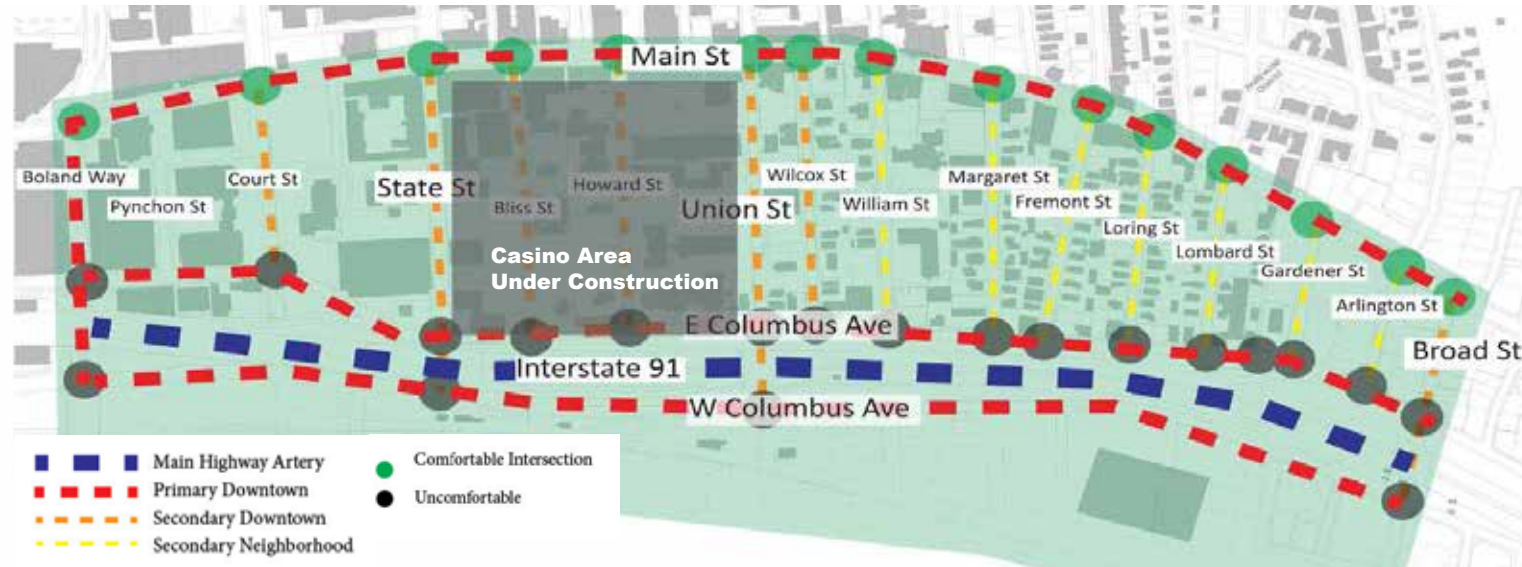 Main St
Boland Way
Pynchon St
Court St
State St
Bliss St
Howard St
Union St
Wilcox St
William St
Margaret St
Fremont St
Loring St
Lombard St
Gardener St
Arlington St
Broad St
Casino Area
Under Construction
E Columbus Ave
Interstate 91
W Columbus Ave
Main Highway Artery
Primary Downtown
Secondary Downtown
Secondary Neighborhood
Comfortable Intersection
Uncomfortable